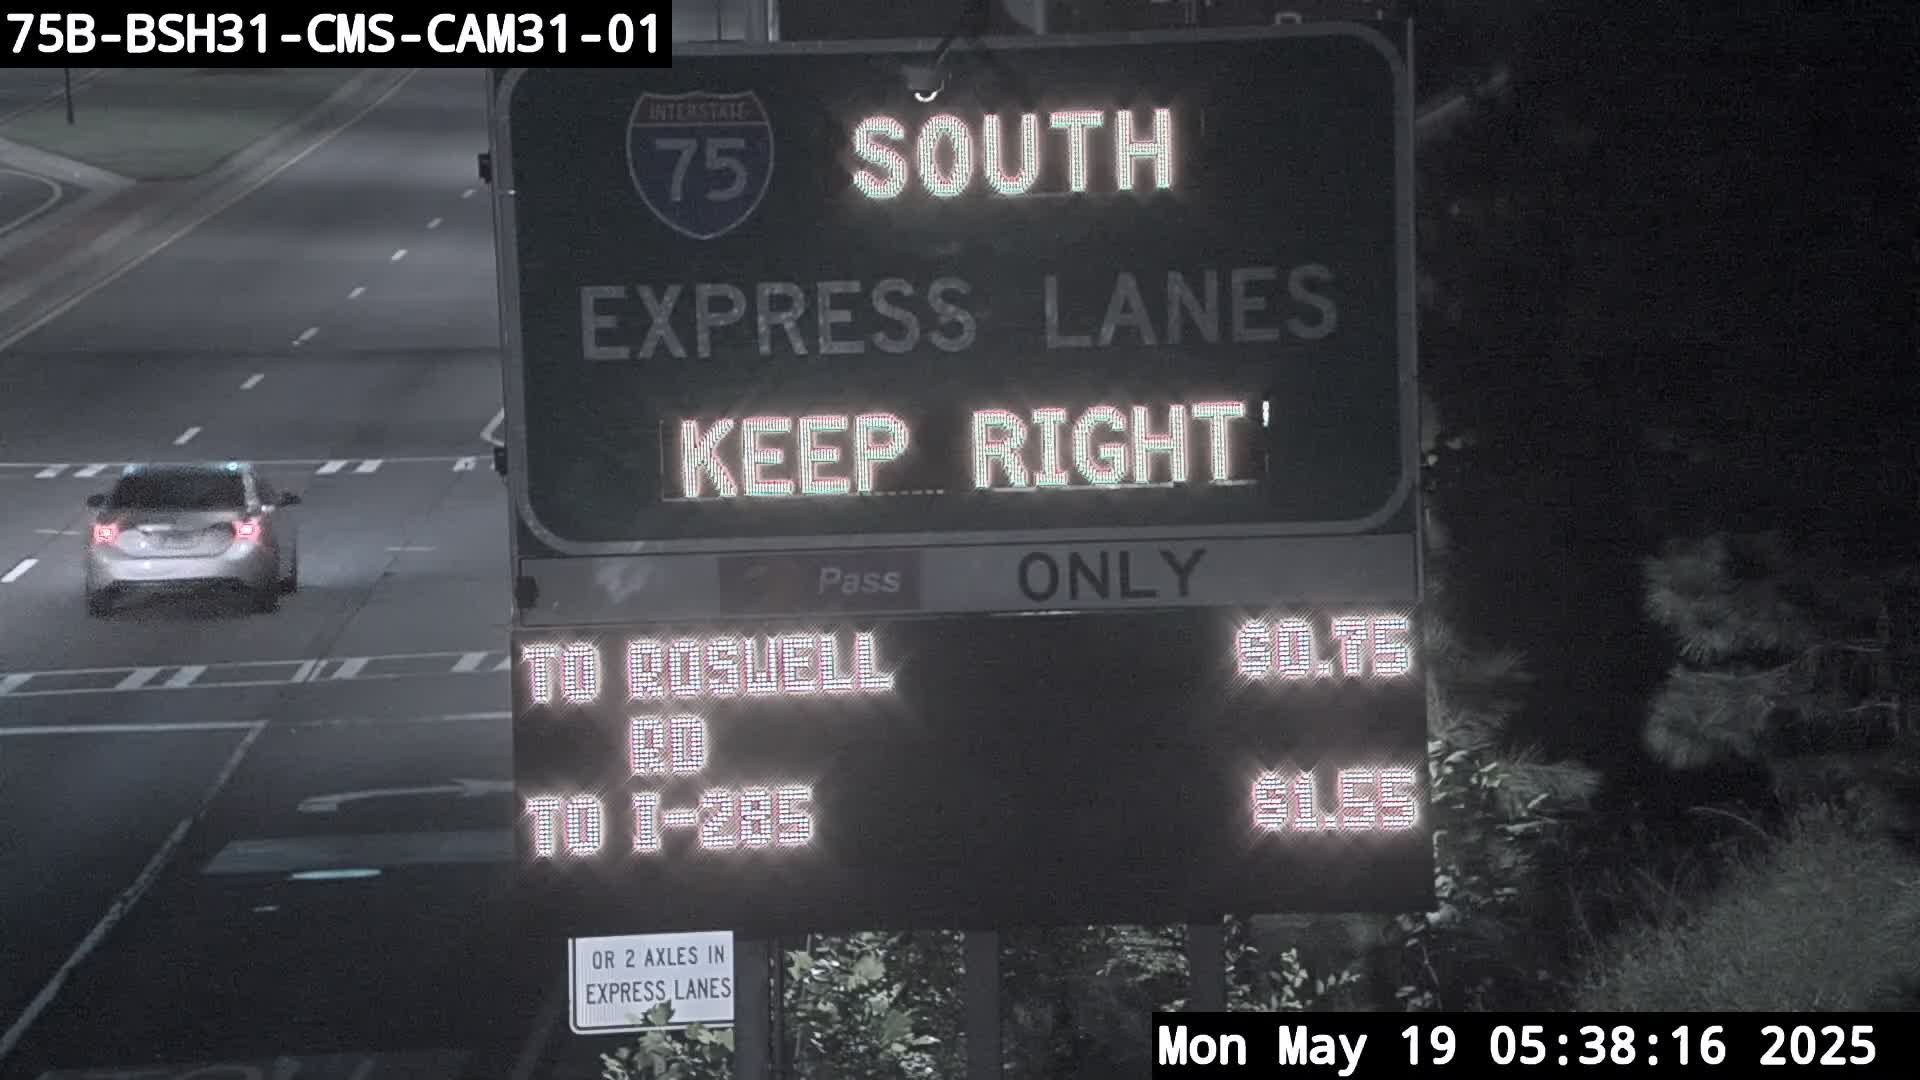 75B-BSH31-CMS-CAM31-01
INTERSTATE
75
SOUTH
EXPRESS LANES
KEEP RIGHT
Pass ONLY
TO ROSWELL $0.75
RD
TO I-285 $1.55
OR 2 AXLES IN
EXPRESS LANES
Mon May 19 05:38:16 2025